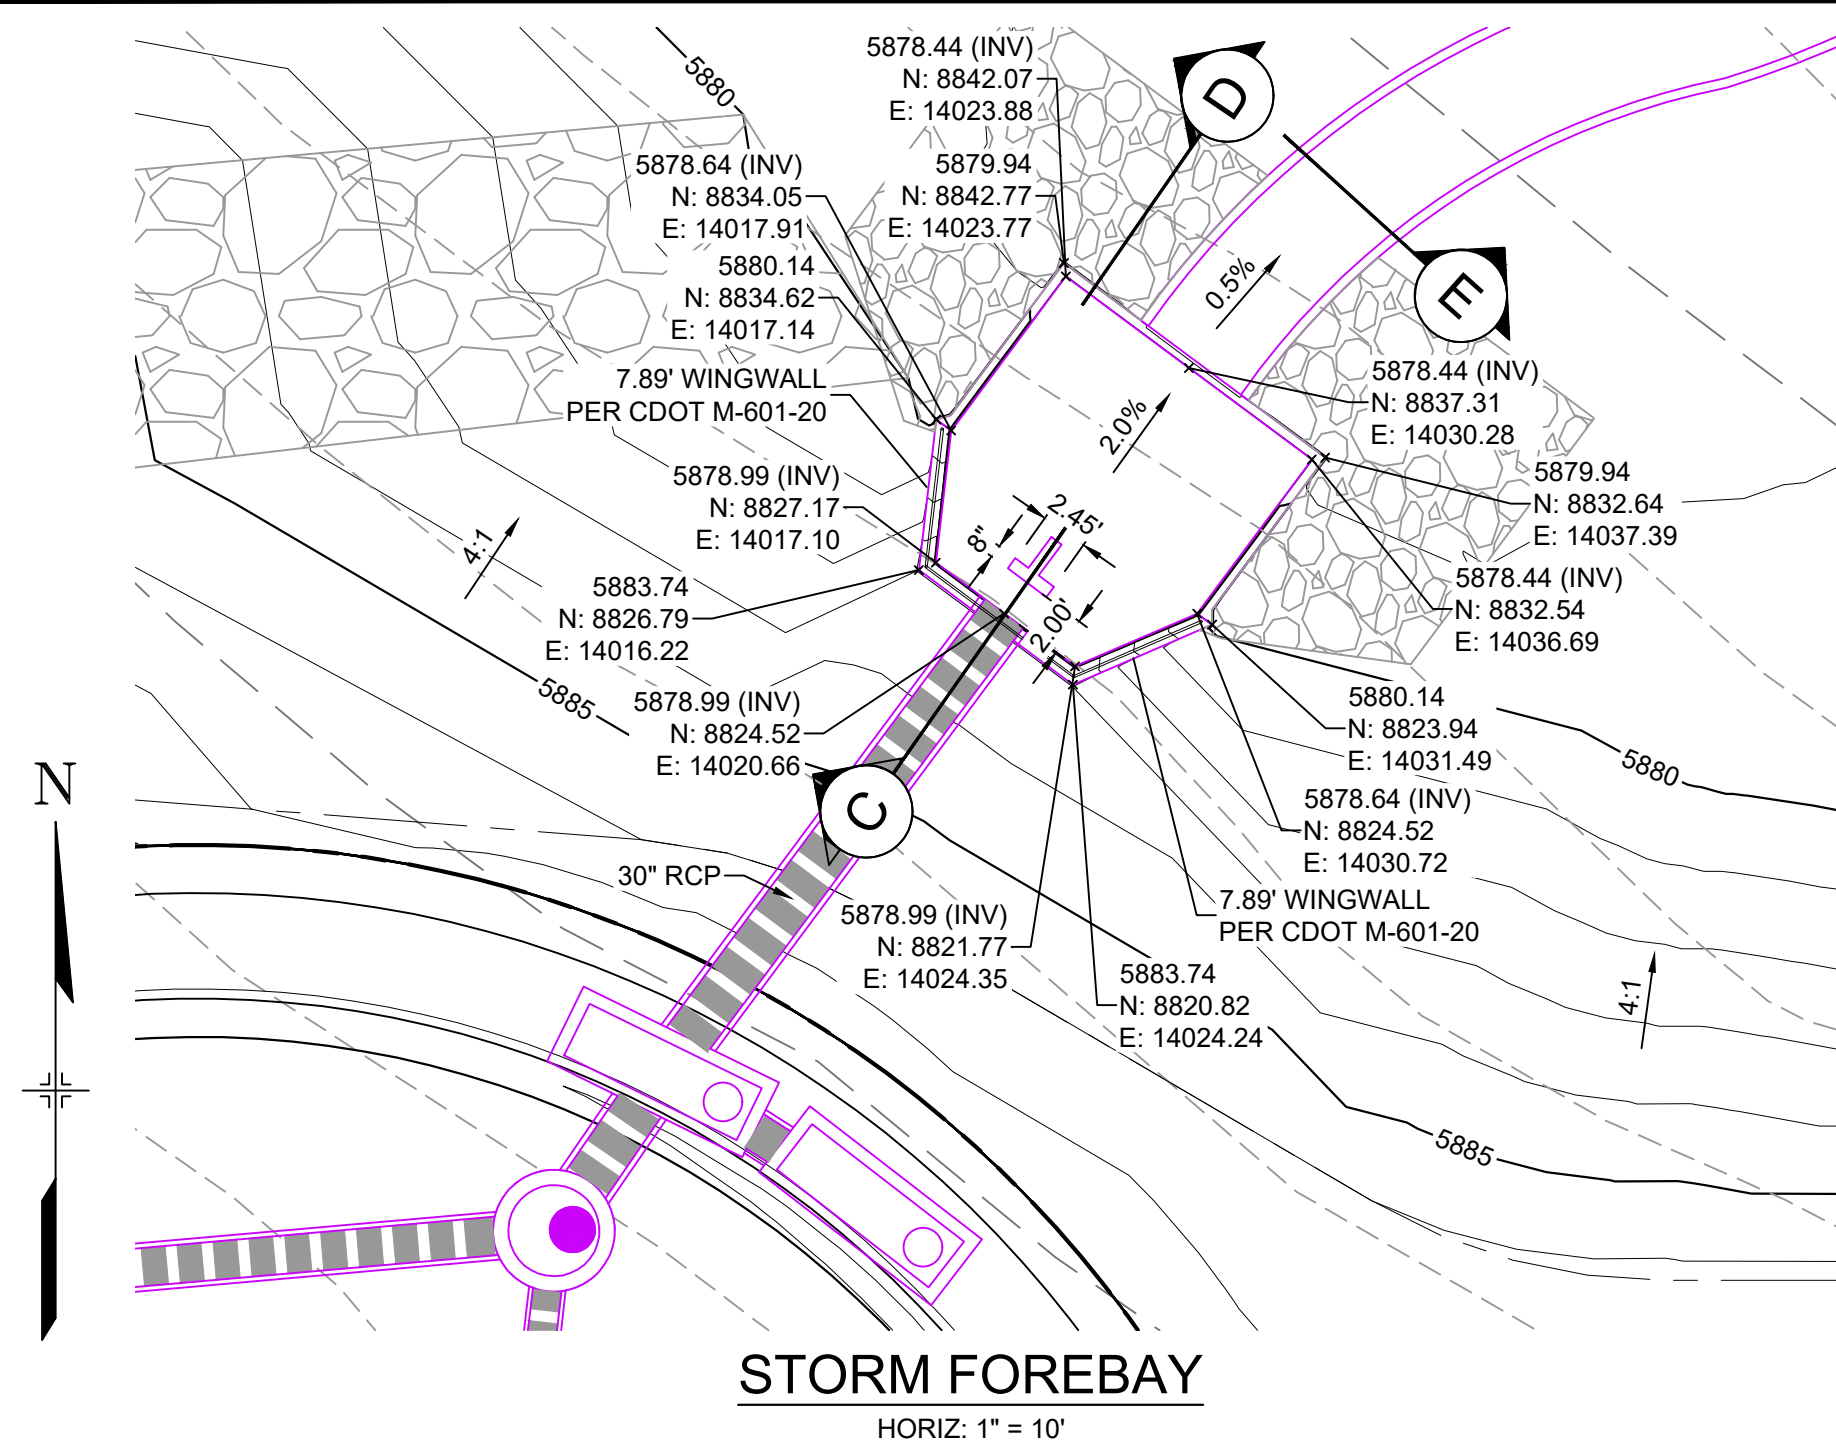 5878.44 (INV)
N: 8842.07
E: 14023.88
5880
D
5878.64 (INV)
N: 8834.05
E: 14017.91
5879.94
N: 8842.77
E: 14023.77
5880.14
N: 8834.62
E: 14017.14
0.5%
E
7.89' WINGWALL
PER CDOT M-601-20
5878.44 (INV)
N: 8837.31
E: 14030.28
2.0%
5878.99 (INV)
N: 8827.17
E: 14017.10
5879.94
N: 8832.64
E: 14037.39
2.45'
8"
4:1
5883.74
N: 8826.79
E: 14016.22
5878.44 (INV)
N: 8832.54
E: 14036.69
2.00'
5885
5878.99 (INV)
N: 8824.52
E: 14020.66
5880.14
N: 8823.94
E: 14031.49
5880
N
C
5878.64 (INV)
N: 8824.52
E: 14030.72
30" RCP
5878.99 (INV)
N: 8821.77
E: 14024.35
7.89' WINGWALL
PER CDOT M-601-20
5883.74
N: 8820.82
E: 14024.24
4:1
5885
STORM FOREBAY
HORIZ: 1" = 10'